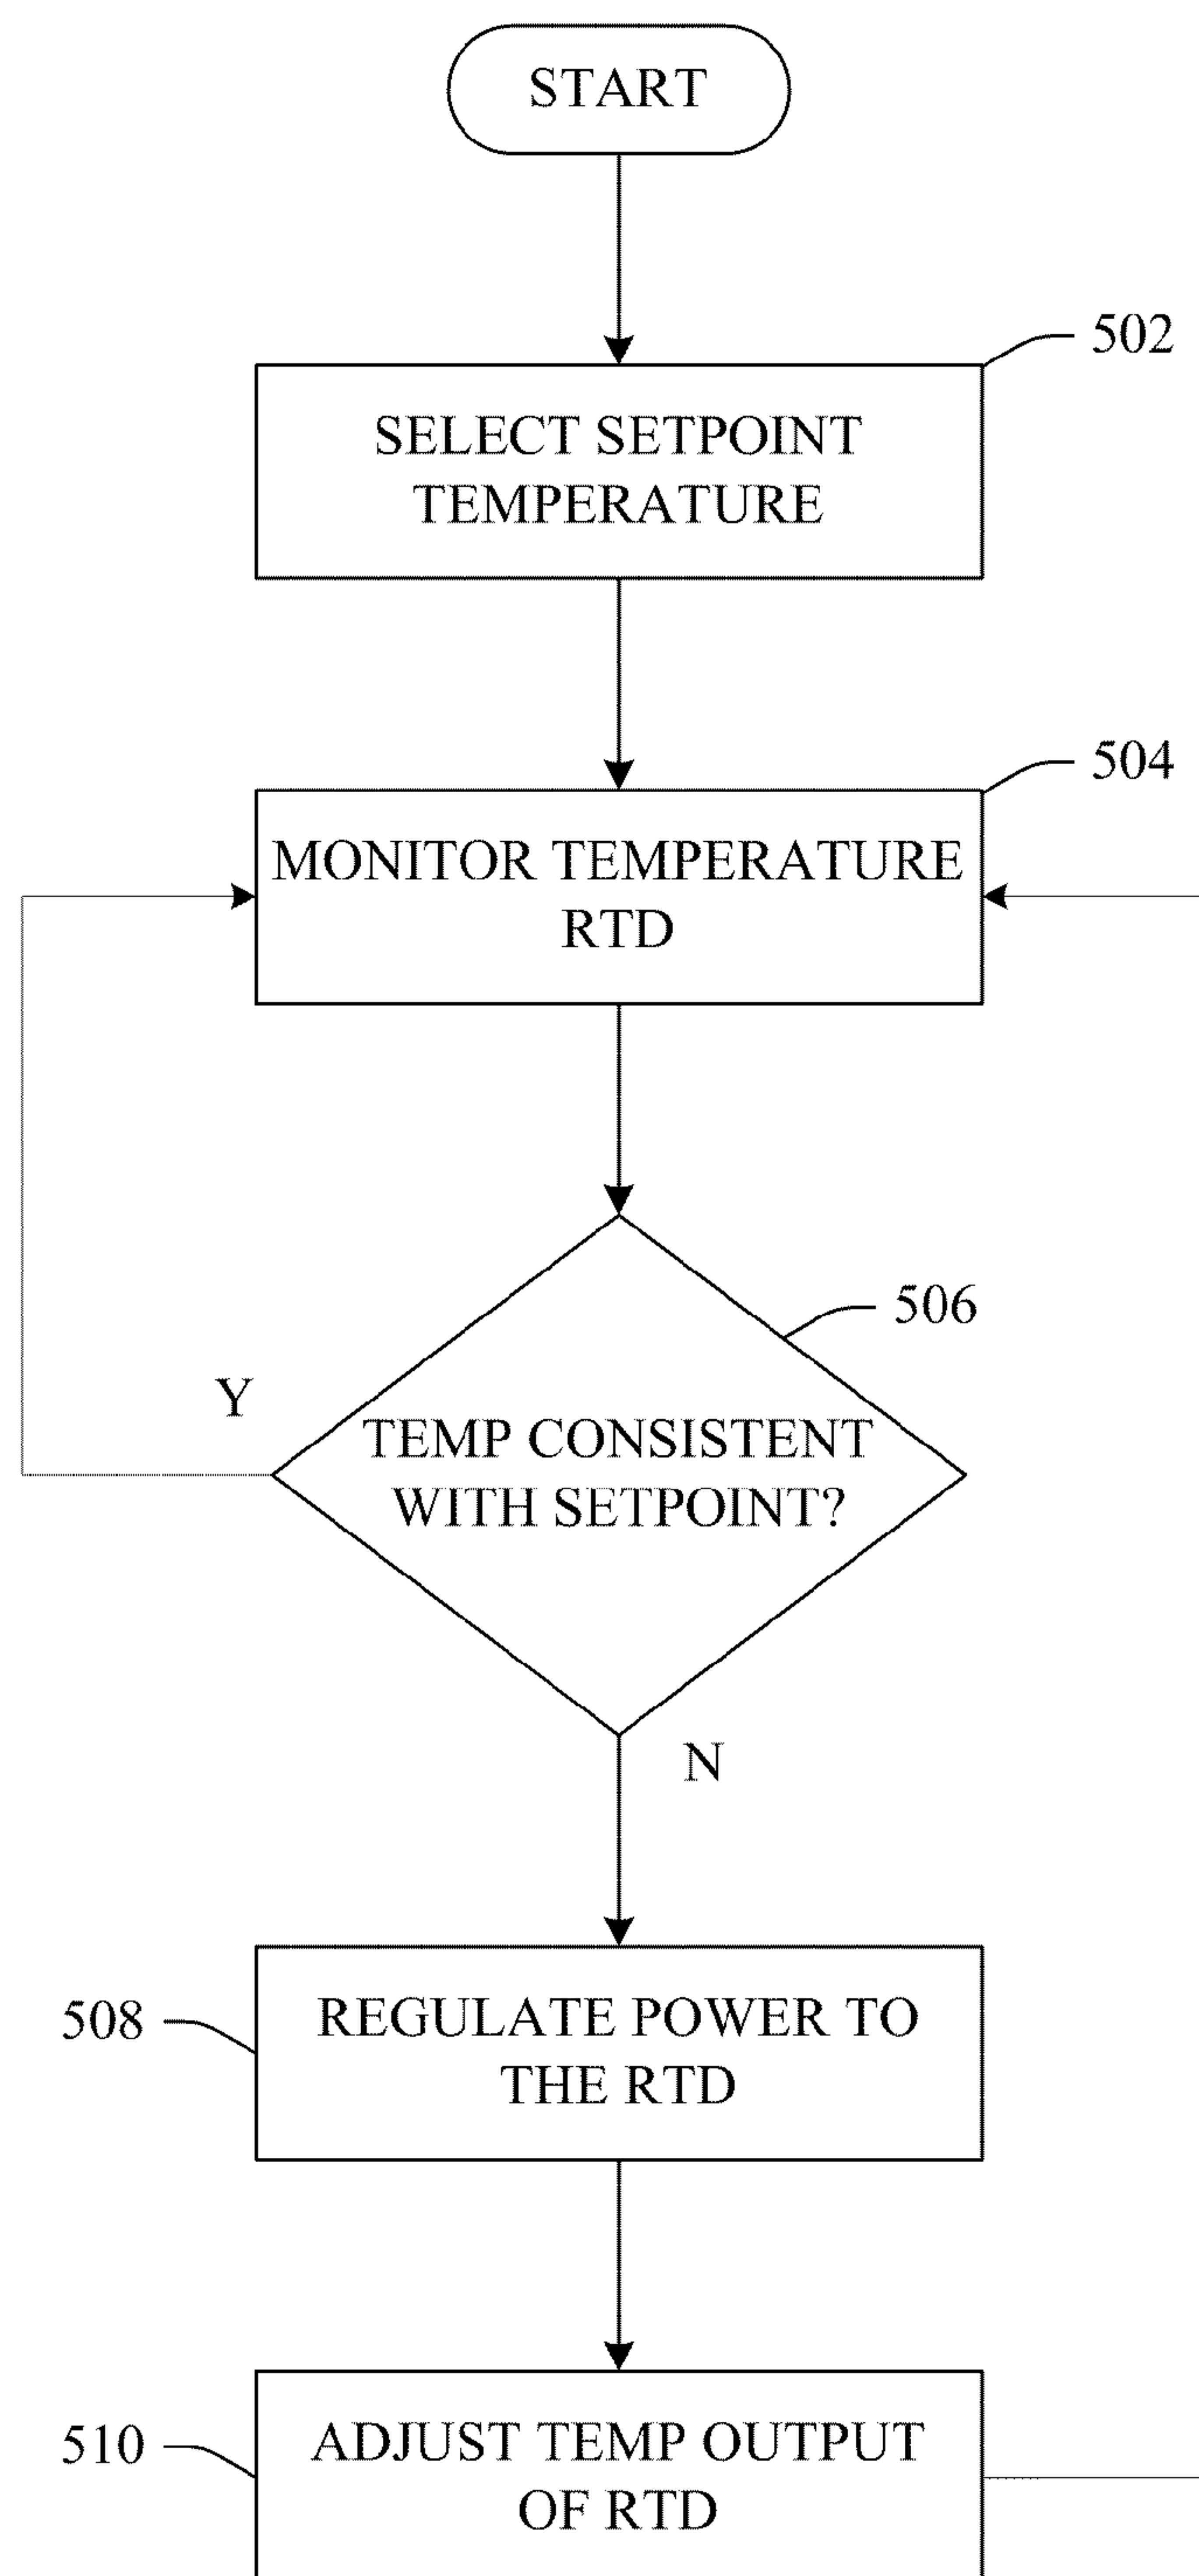 START
502
SELECT SETPOINT
TEMPERATURE
504
MONITOR TEMPERATURE
RTD
506
Y
TEMP CONSISTENT
WITH SETPOINT?
N
508
REGULATE POWER TO
THE RTD
510
ADJUST TEMP OUTPUT
OF RTD